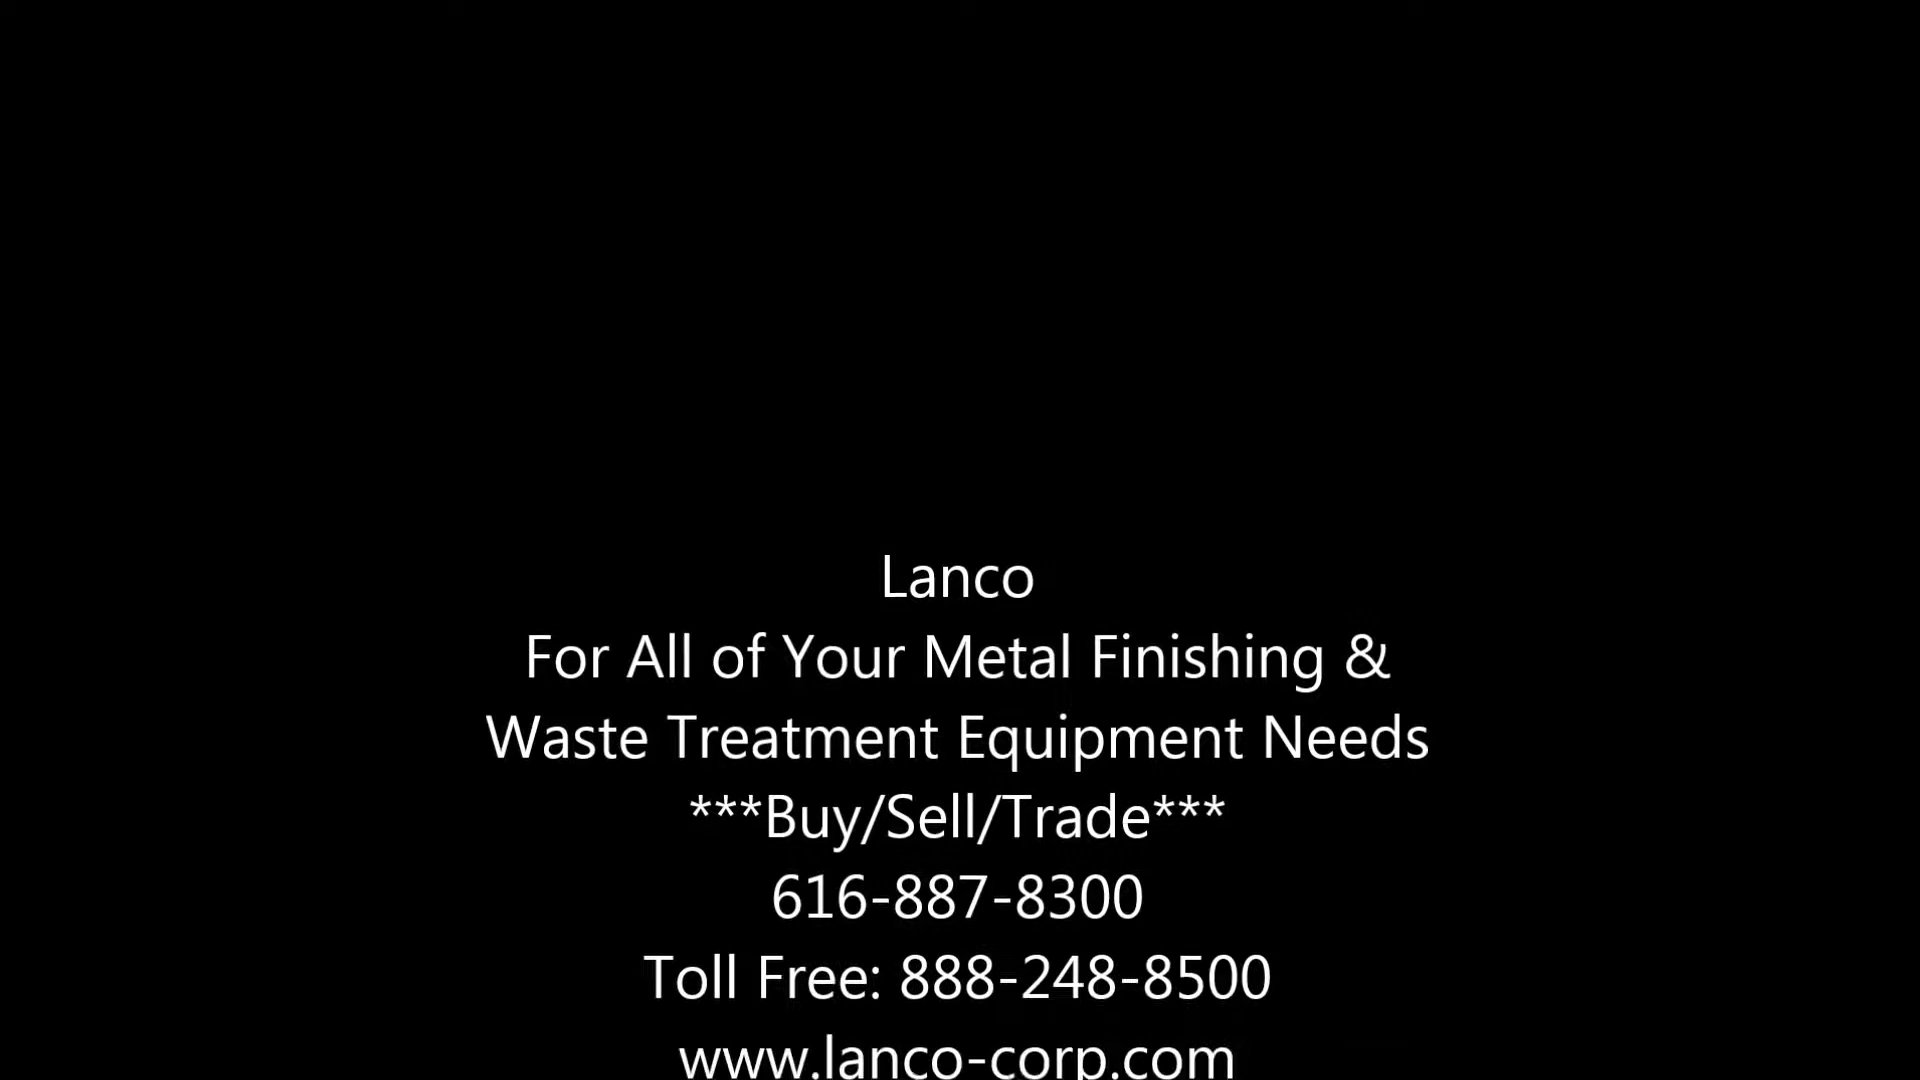 Lanco
For All of Your Metal Finishing &
Waste Treatment Equipment Needs
***Buy/Sell/Trade***
616-887-8300
Toll Free: 888-248-8500
www.lanco-corp.com